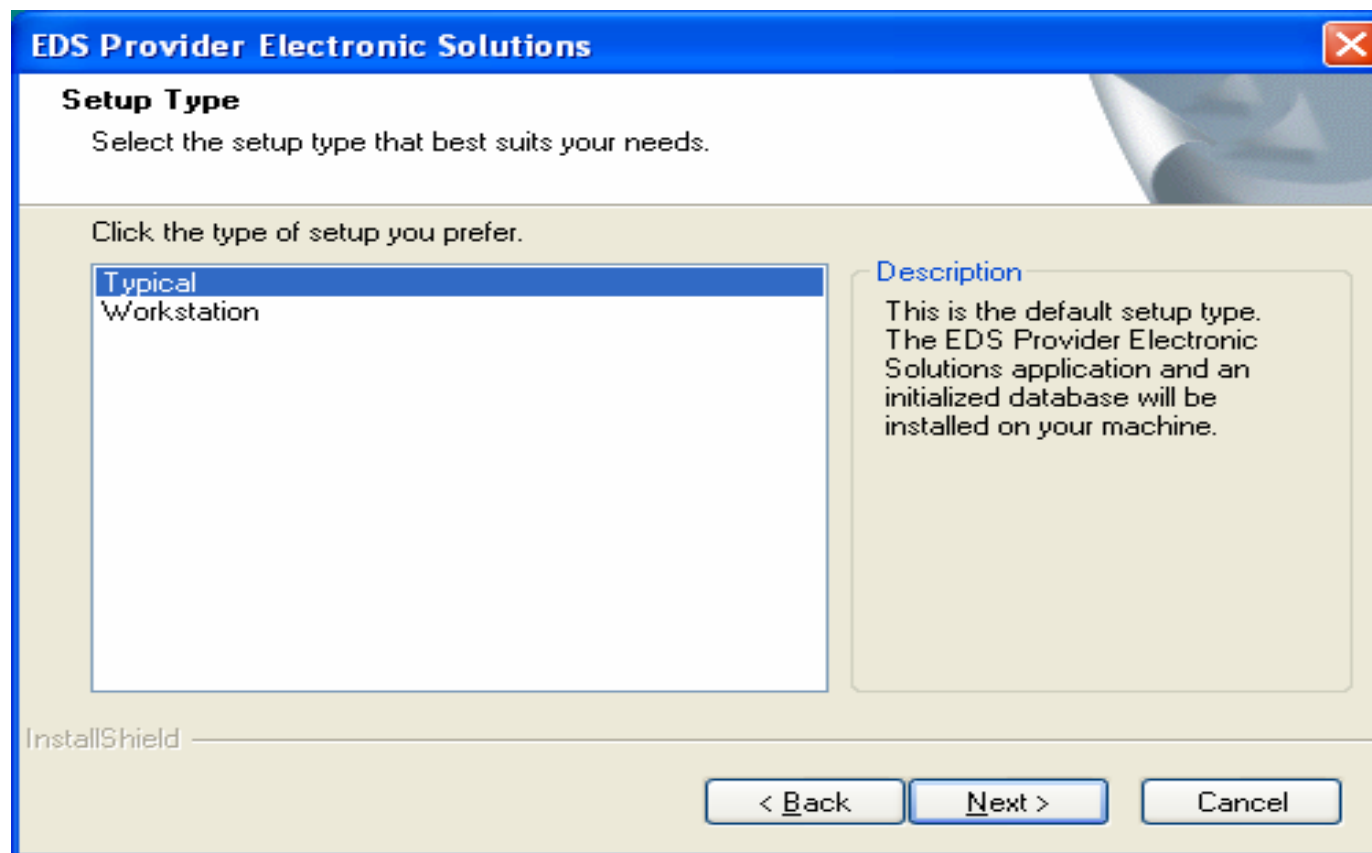 EDS Provider Electronic Solutions
Setup Type
Select the setup type that best suits your needs.
Click the type of setup you prefer.
Typical
Workstation
Description
This is the default setup type.
The EDS Provider Electronic
Solutions application and an
initialized database will be
installed on your machine.
InstallShield
< Back
Next >
Cancel